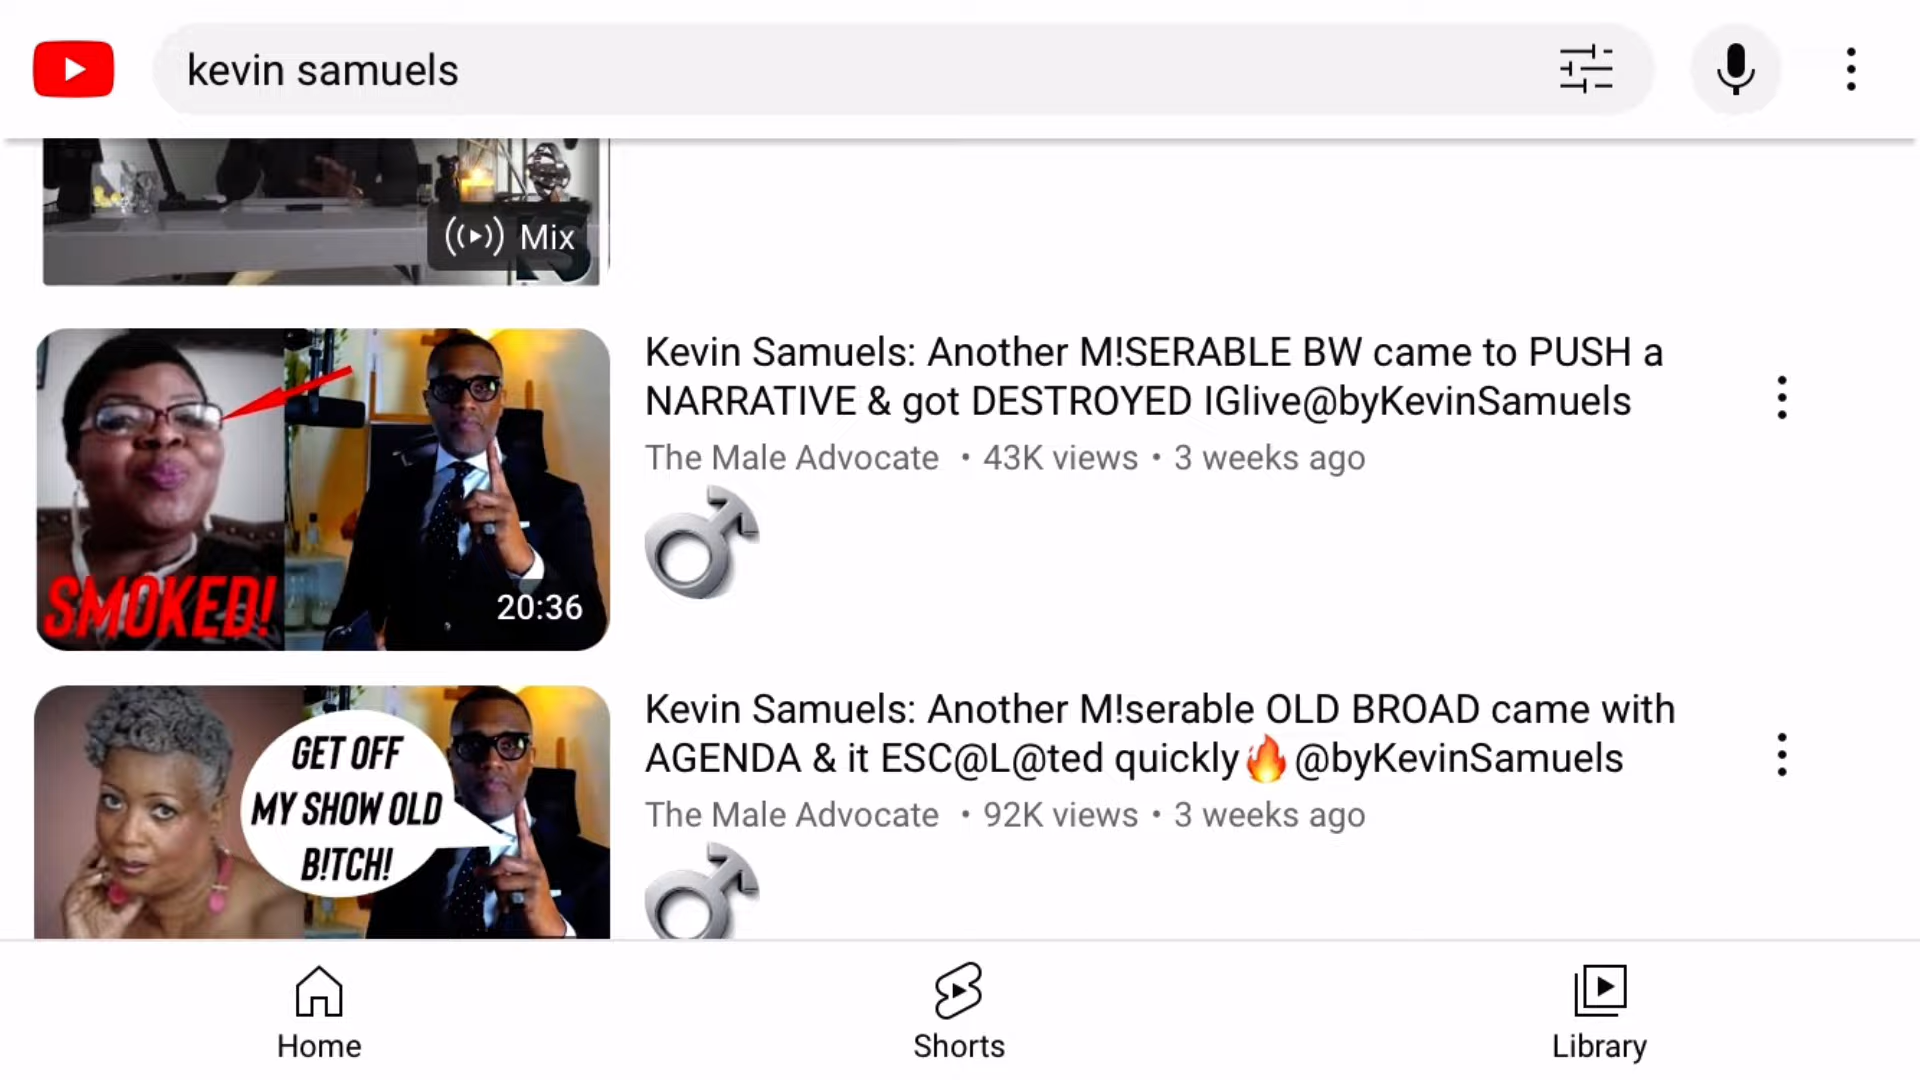 kevin samuels
Mix
Kevin Samuels: Another M!SERABLE BW came to PUSH a
NARRATIVE & got DESTROYED IGlive@byKevinSamuels
The Male Advocate • 43K views • 3 weeks ago
SMOKED!
20:36
Kevin Samuels: Another M!serable OLD BROAD came with
AGENDA & it ESC@L@ted quickly🔥@byKevinSamuels
The Male Advocate • 92K views • 3 weeks ago
GET OFF
MY SHOW OLD
B!TCH!
Home
Shorts
Library